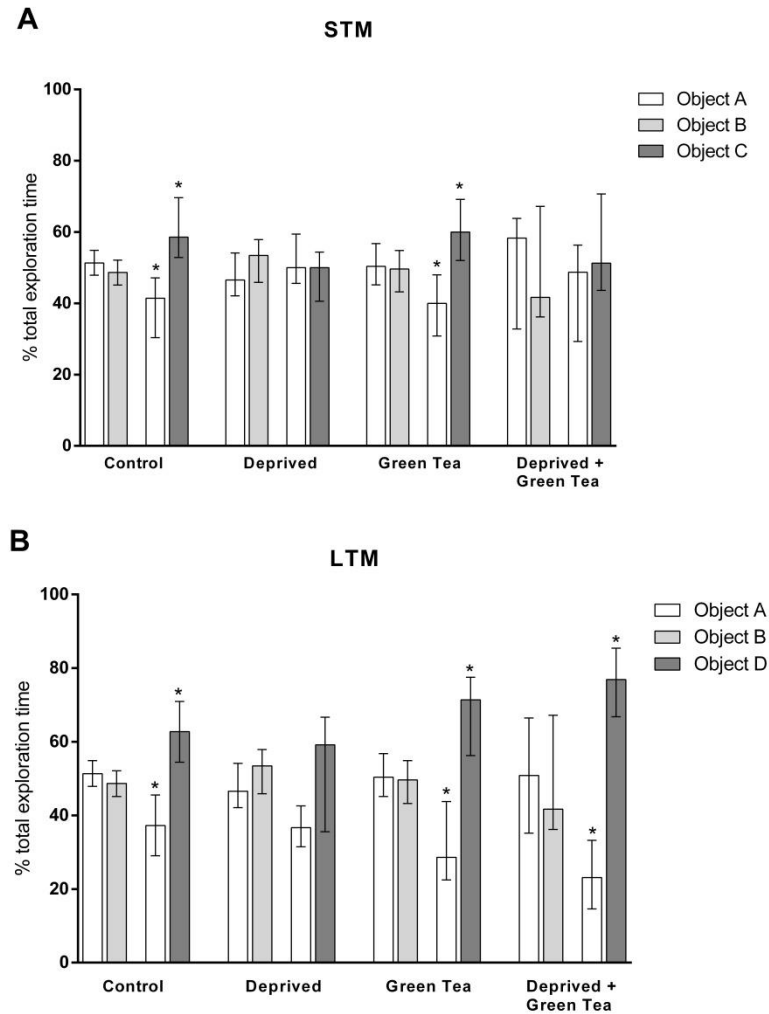 A
STM
100
80
60
40
20
0
% total exploration time
* *
* *
Object A
Object B
Object C
Control Deprived Green Tea Deprived +
Green Tea
B
LTM
100
80
60
40
20
0
% total exploration time
* *
* *
* *
Object A
Object B
Object D
Control Deprived Green Tea Deprived +
Green Tea